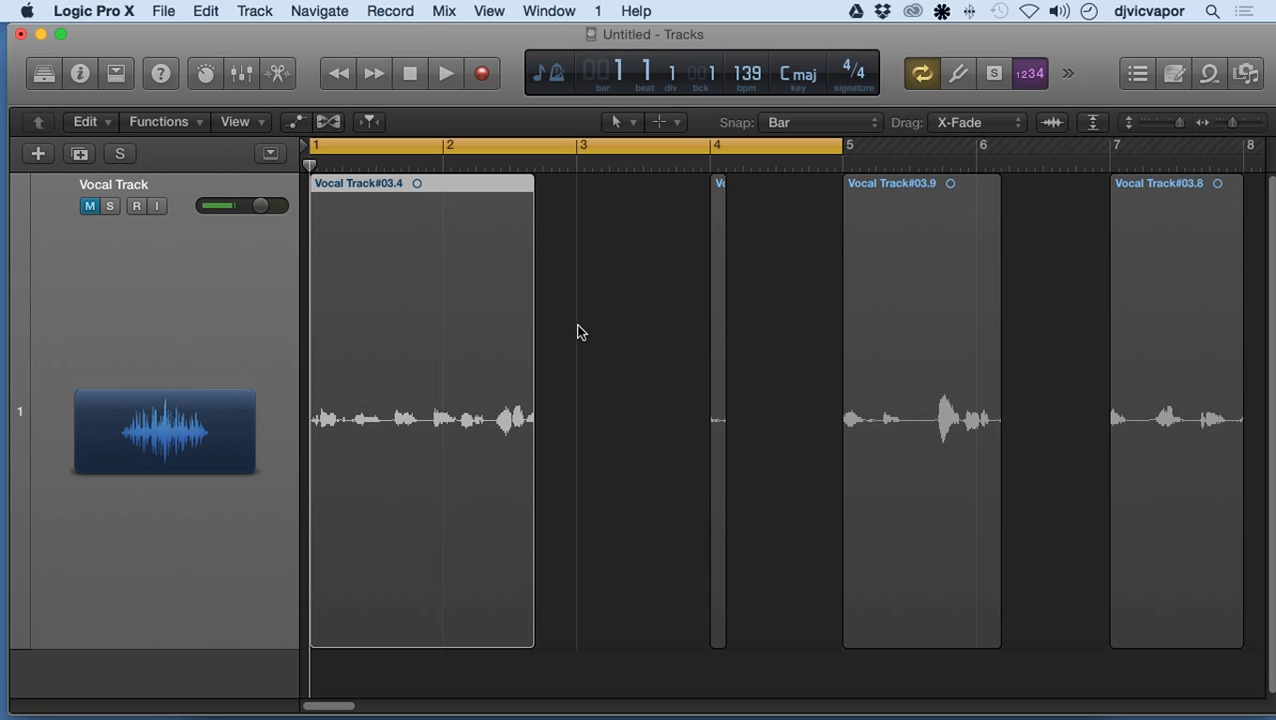 Logic Pro X File Edit Track Navigate Record Mix View Window 1 Help djvicvapor
Untitled - Tracks
1 1 1 1 139 C maj 4/4 S 1234
bar beat div tick bpm key signature
Edit Functions View Snap: Bar Drag: X-Fade
S 1 2 3 4 5 6 7 8
Vocal Track Vocal Track#03.4 Vo Vocal Track#03.9 Vocal Track#03.8
M S R I
1